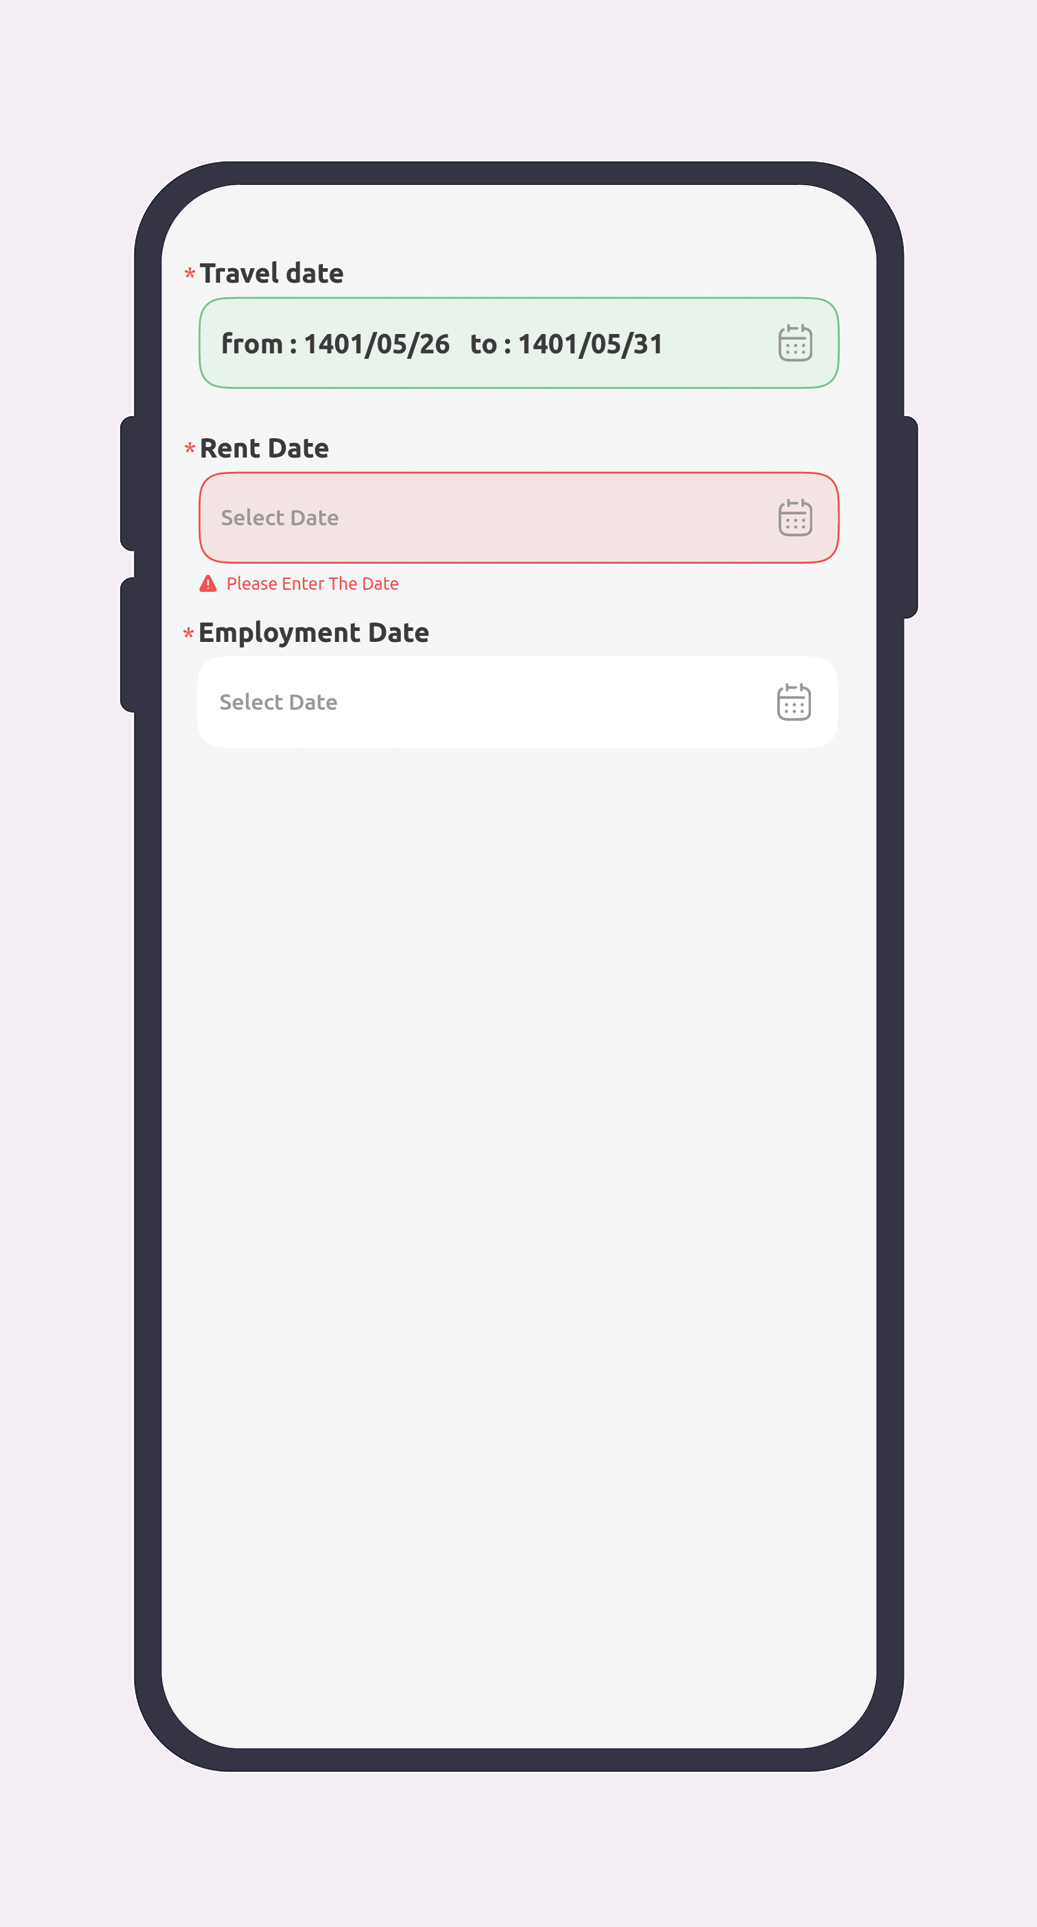 *Travel date
from : 1401/05/26 to : 1401/05/31
*Rent Date
Select Date
Please Enter The Date
*Employment Date
Select Date